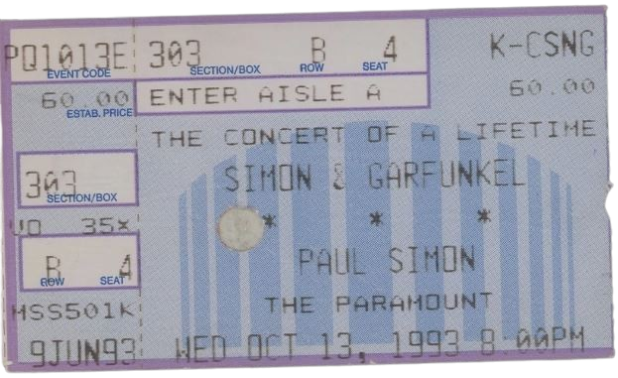 PQ1013E 303 B 4 K-CSNG
EVENT CODE SECTION/BOX ROW SEAT
60.00 ENTER AISLE A 60.00
ESTAB. PRICE
THE CONCERT OF A LIFETIME
303
SECTION/BOX
SIMON & GARFUNKEL
35× * * *
B 4
ROW SEAT
PAUL SIMON
MSS501K THE PARAMOUNT
9JUN93 WED OCT 13, 1993 8:00PM